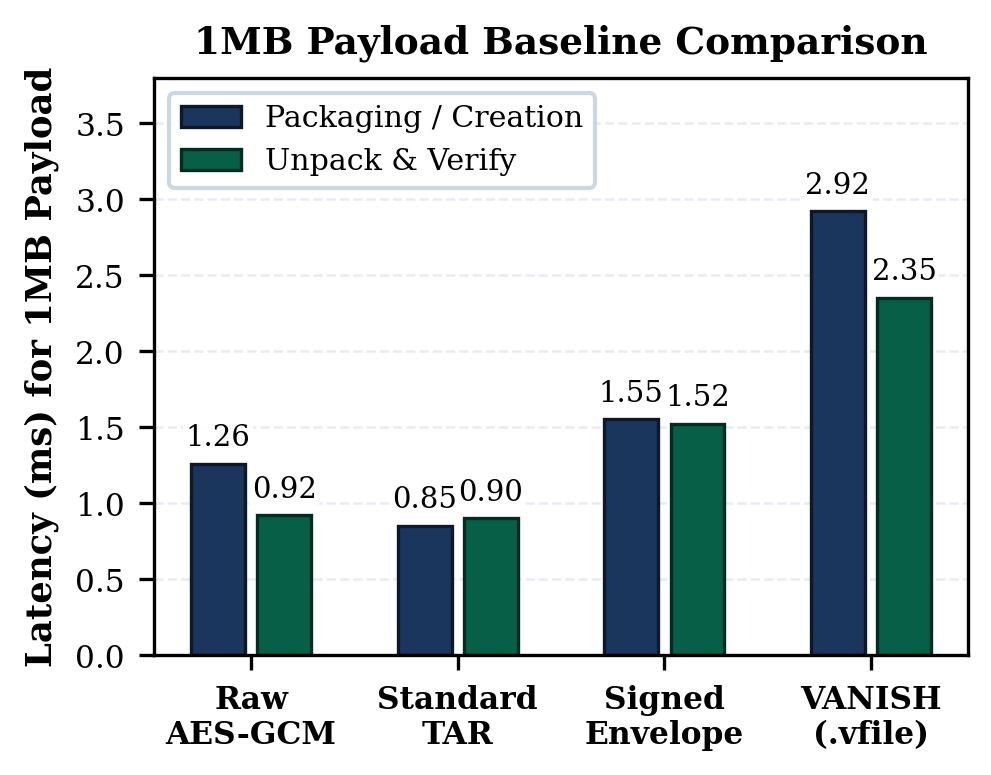 1MB Payload Baseline Comparison
Latency (ms) for 1MB Payload
Packaging / Creation
Unpack & Verify
3.5
3.0
2.5
2.0
1.5
1.0
0.5
0.0
1.26
0.92
0.85
0.90
1.55
1.52
2.92
2.35
Raw
AES-GCM
Standard
TAR
Signed
Envelope
VANISH
(.vfile)